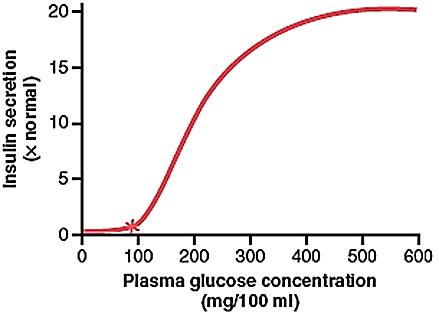 20
15
10
5
0
Insulin secretion
(× normal)
0 100 200 300 400 500 600
Plasma glucose concentration
(mg/100 ml)